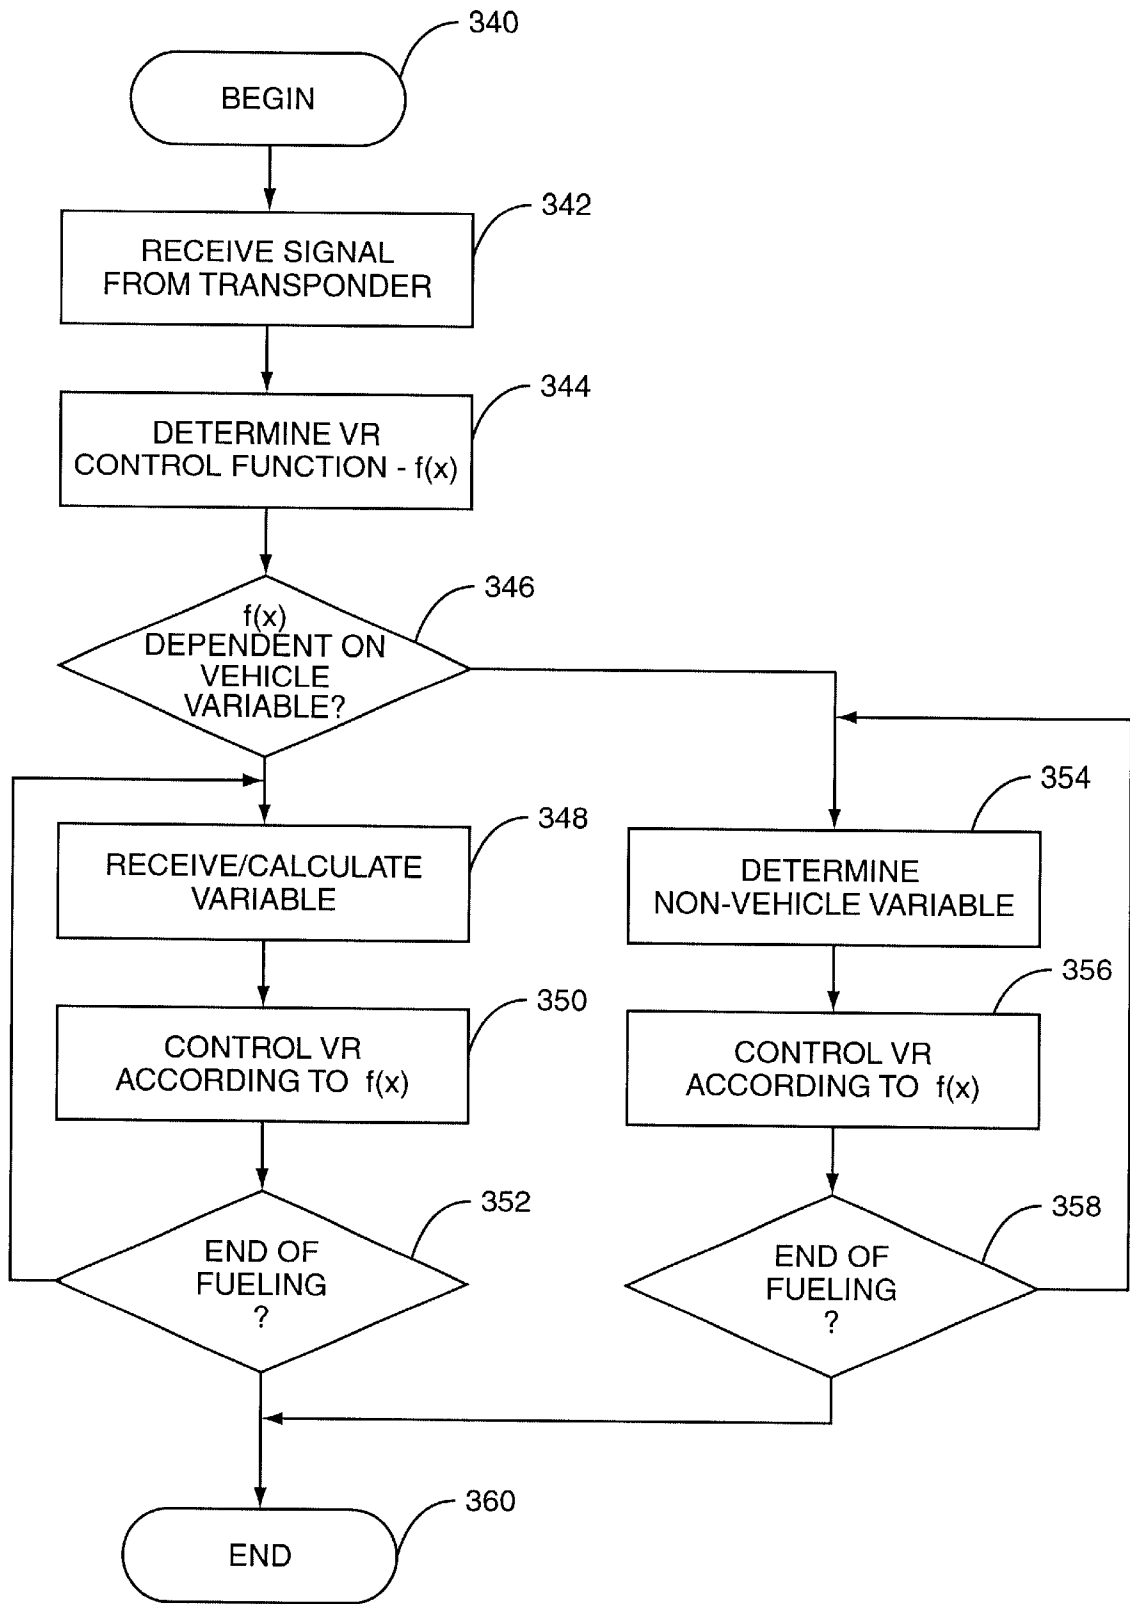 340
BEGIN
342
RECEIVE SIGNAL
FROM TRANSPONDER
344
DETERMINE VR
CONTROL FUNCTION - f(x)
346
f(x)
DEPENDENT ON
VEHICLE
VARIABLE?
348
RECEIVE/CALCULATE
VARIABLE
350
CONTROL VR
ACCORDING TO f(x)
352
END OF
FUELING
?
354
DETERMINE
NON-VEHICLE VARIABLE
356
CONTROL VR
ACCORDING TO f(x)
358
END OF
FUELING
?
360
END